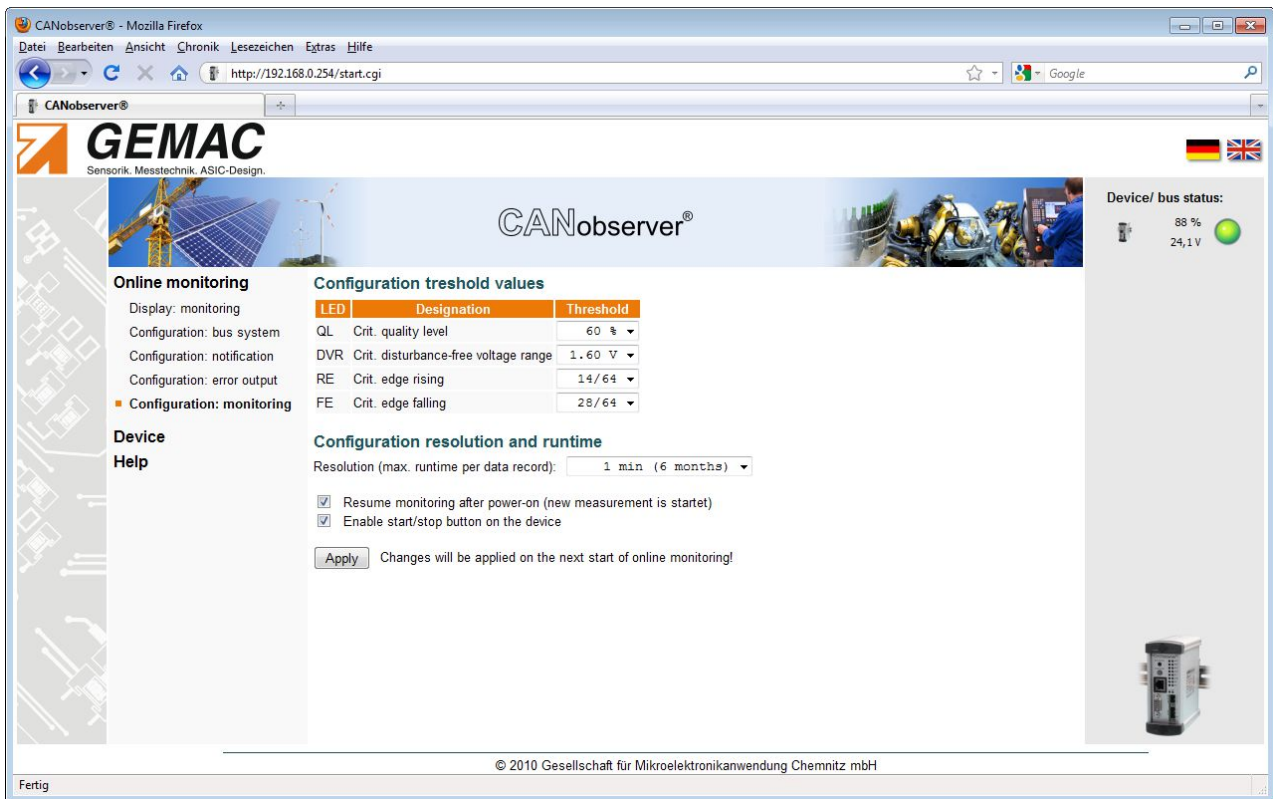 CANobserver® - Mozilla Firefox
Datei Bearbeiten Ansicht Chronik Lesezeichen Extras Hilfe
http://192.168.0.254/start.cgi
Google
CANobserver®
GEMAC
Sensorik. Messtechnik. ASIC-Design.
CANobserver®
Device/ bus status:
88 %
24,1 V
Online monitoring
Display: monitoring
Configuration: bus system
Configuration: notification
Configuration: error output
Configuration: monitoring
Device
Help
Configuration treshold values
LED Designation Threshold
QL Crit. quality level 60 %
DVR Crit. disturbance-free voltage range 1.60 V
RE Crit. edge rising 14/64
FE Crit. edge falling 28/64
Configuration resolution and runtime
Resolution (max. runtime per data record): 1 min (6 months)
Resume monitoring after power-on (new measurement is startet)
Enable start/stop button on the device
Apply Changes will be applied on the next start of online monitoring!
© 2010 Gesellschaft für Mikroelektronikanwendung Chemnitz mbH
Fertig